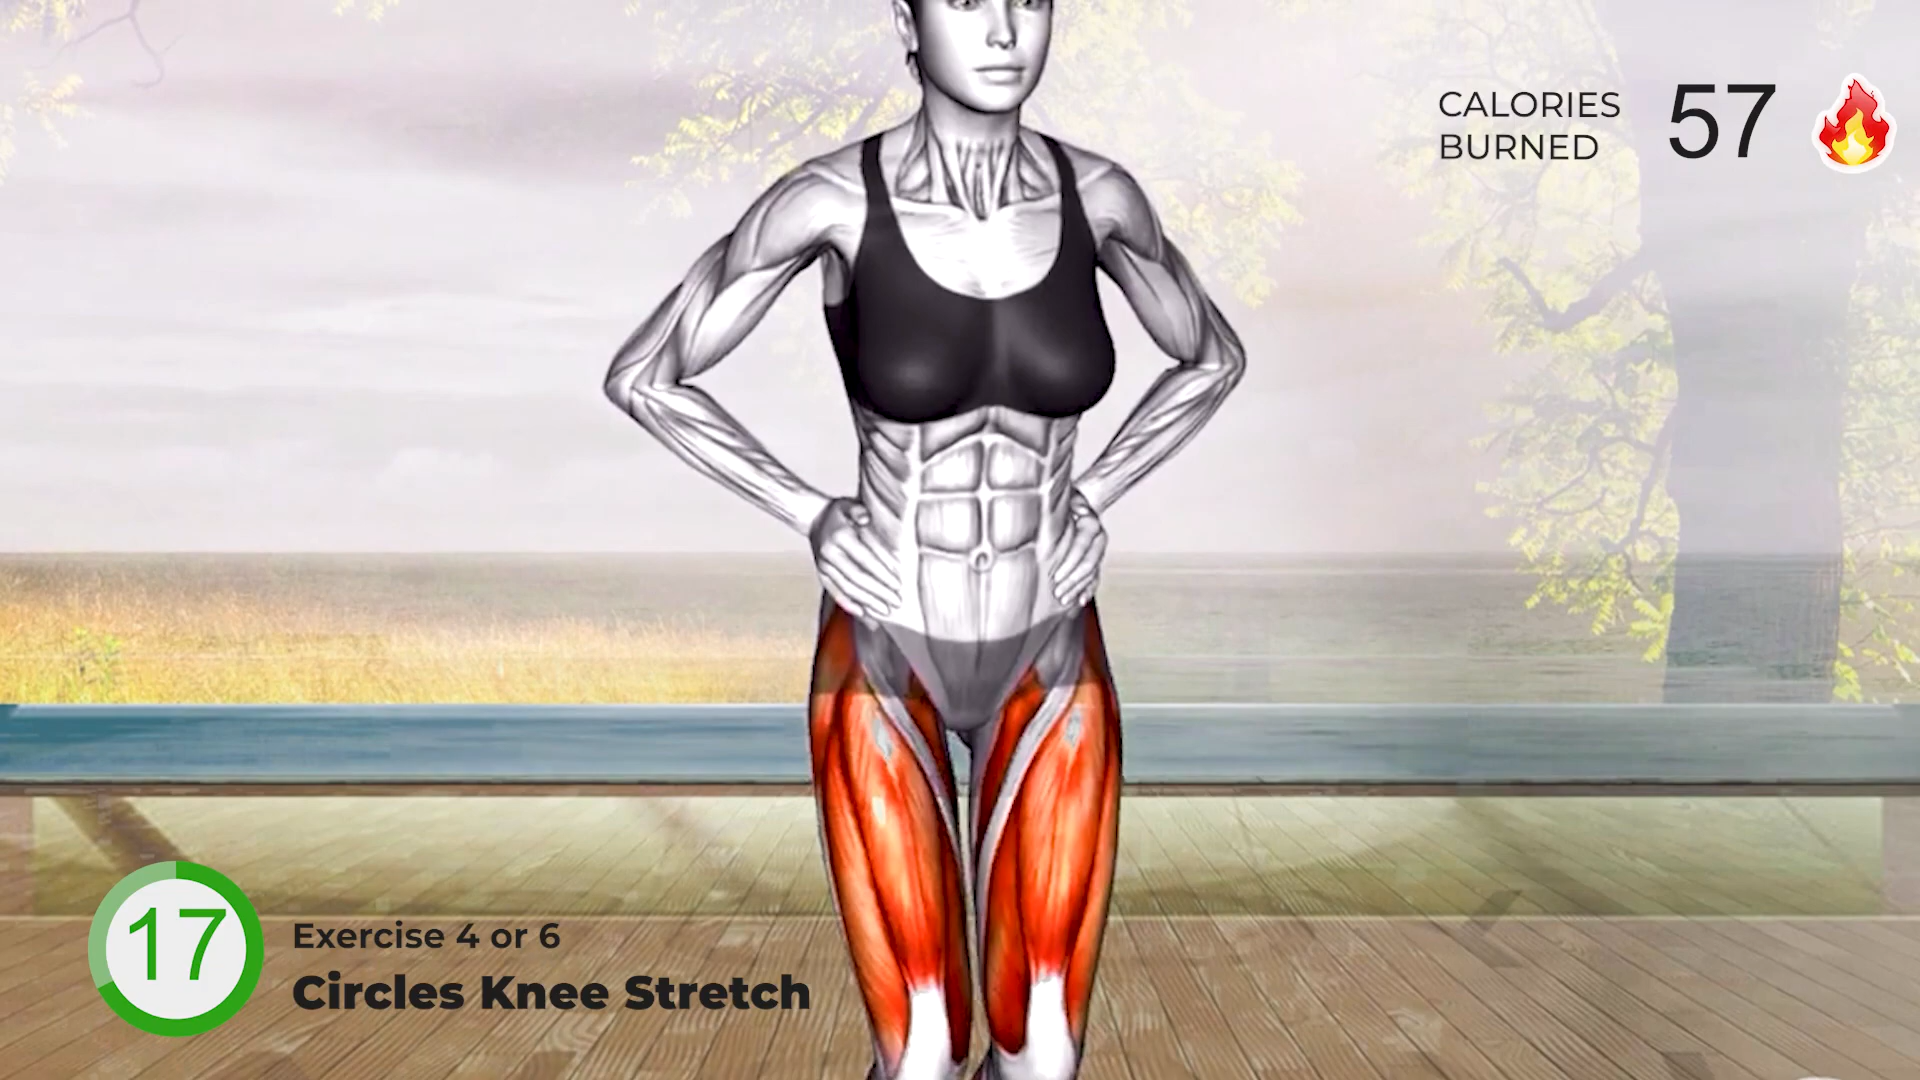 CALORIES
BURNED
57
17
Exercise 4 or 6
Circles Knee Stretch